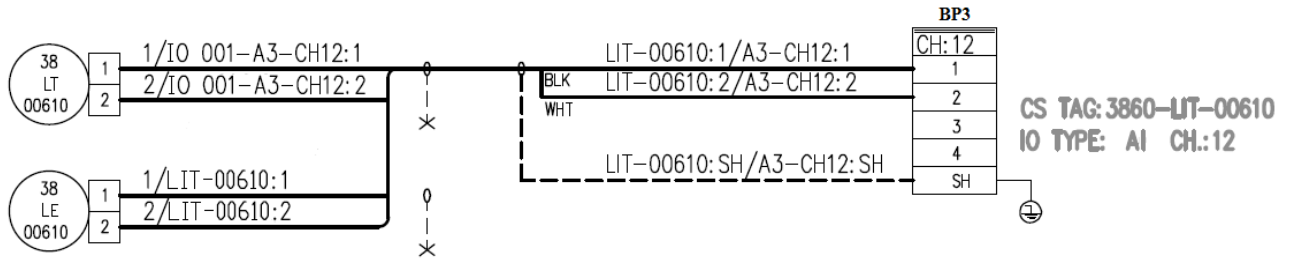 BP3
CH:12
38
LT
00610
1
2
1/IO 001-A3-CH12:1
2/IO 001-A3-CH12:2
LIT-00610:1/A3-CH12:1
BLK
LIT-00610:2/A3-CH12:2
WHT
1
2
3
4
SH
CS TAG:3860-LIT-00610
IO TYPE: AI CH.:12
LIT-00610:SH/A3-CH12:SH
38
LE
00610
1
2
1/LIT-00610:1
2/LIT-00610:2